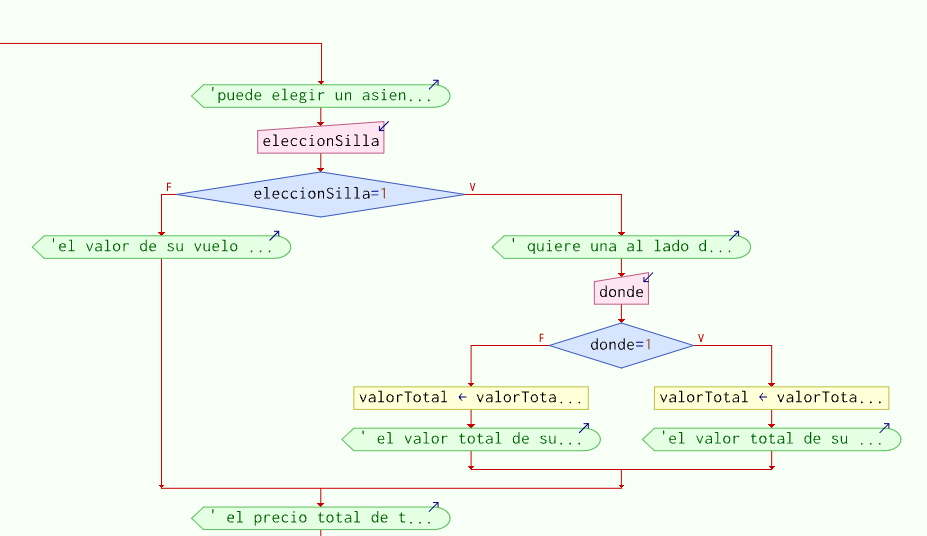 'puede elegir un asien...
eleccionSilla
F
eleccionSilla=1
V
'el valor de su vuelo ...
' quiere una al lado d...
donde
F
donde=1
V
valorTotal ← valorTota...
valorTotal ← valorTota...
' el valor total de su...
'el valor total de su ...
' el precio total de t...